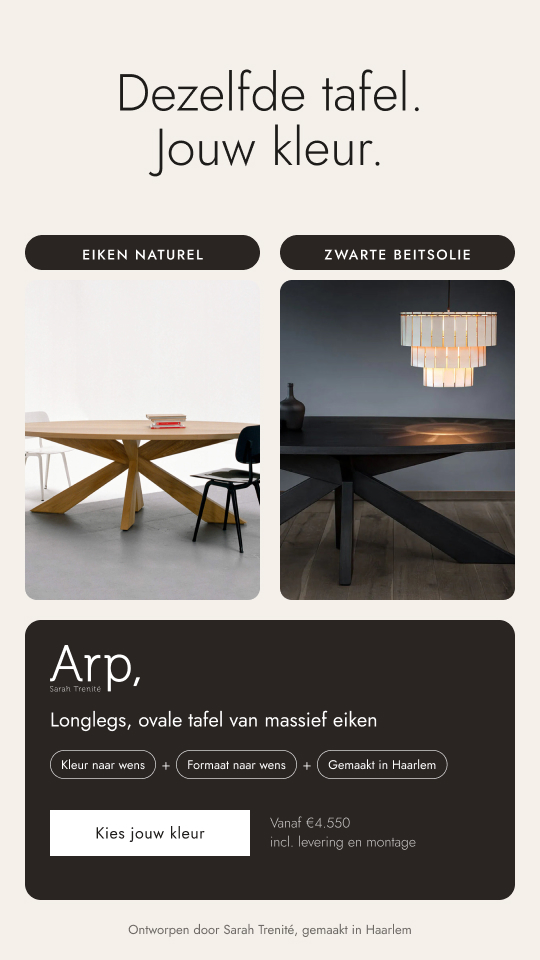 Dezelfde tafel.
Jouw kleur.
EIKEN NATUREL
ZWARTE BEITSOLIE
Arp,
Sarah Trenité
Longlegs, ovale tafel van massief eiken
Kleur naar wens + Formaat naar wens + Gemaakt in Haarlem
Kies jouw kleur
Vanaf €4.550
incl. levering en montage
Ontworpen door Sarah Trenité, gemaakt in Haarlem